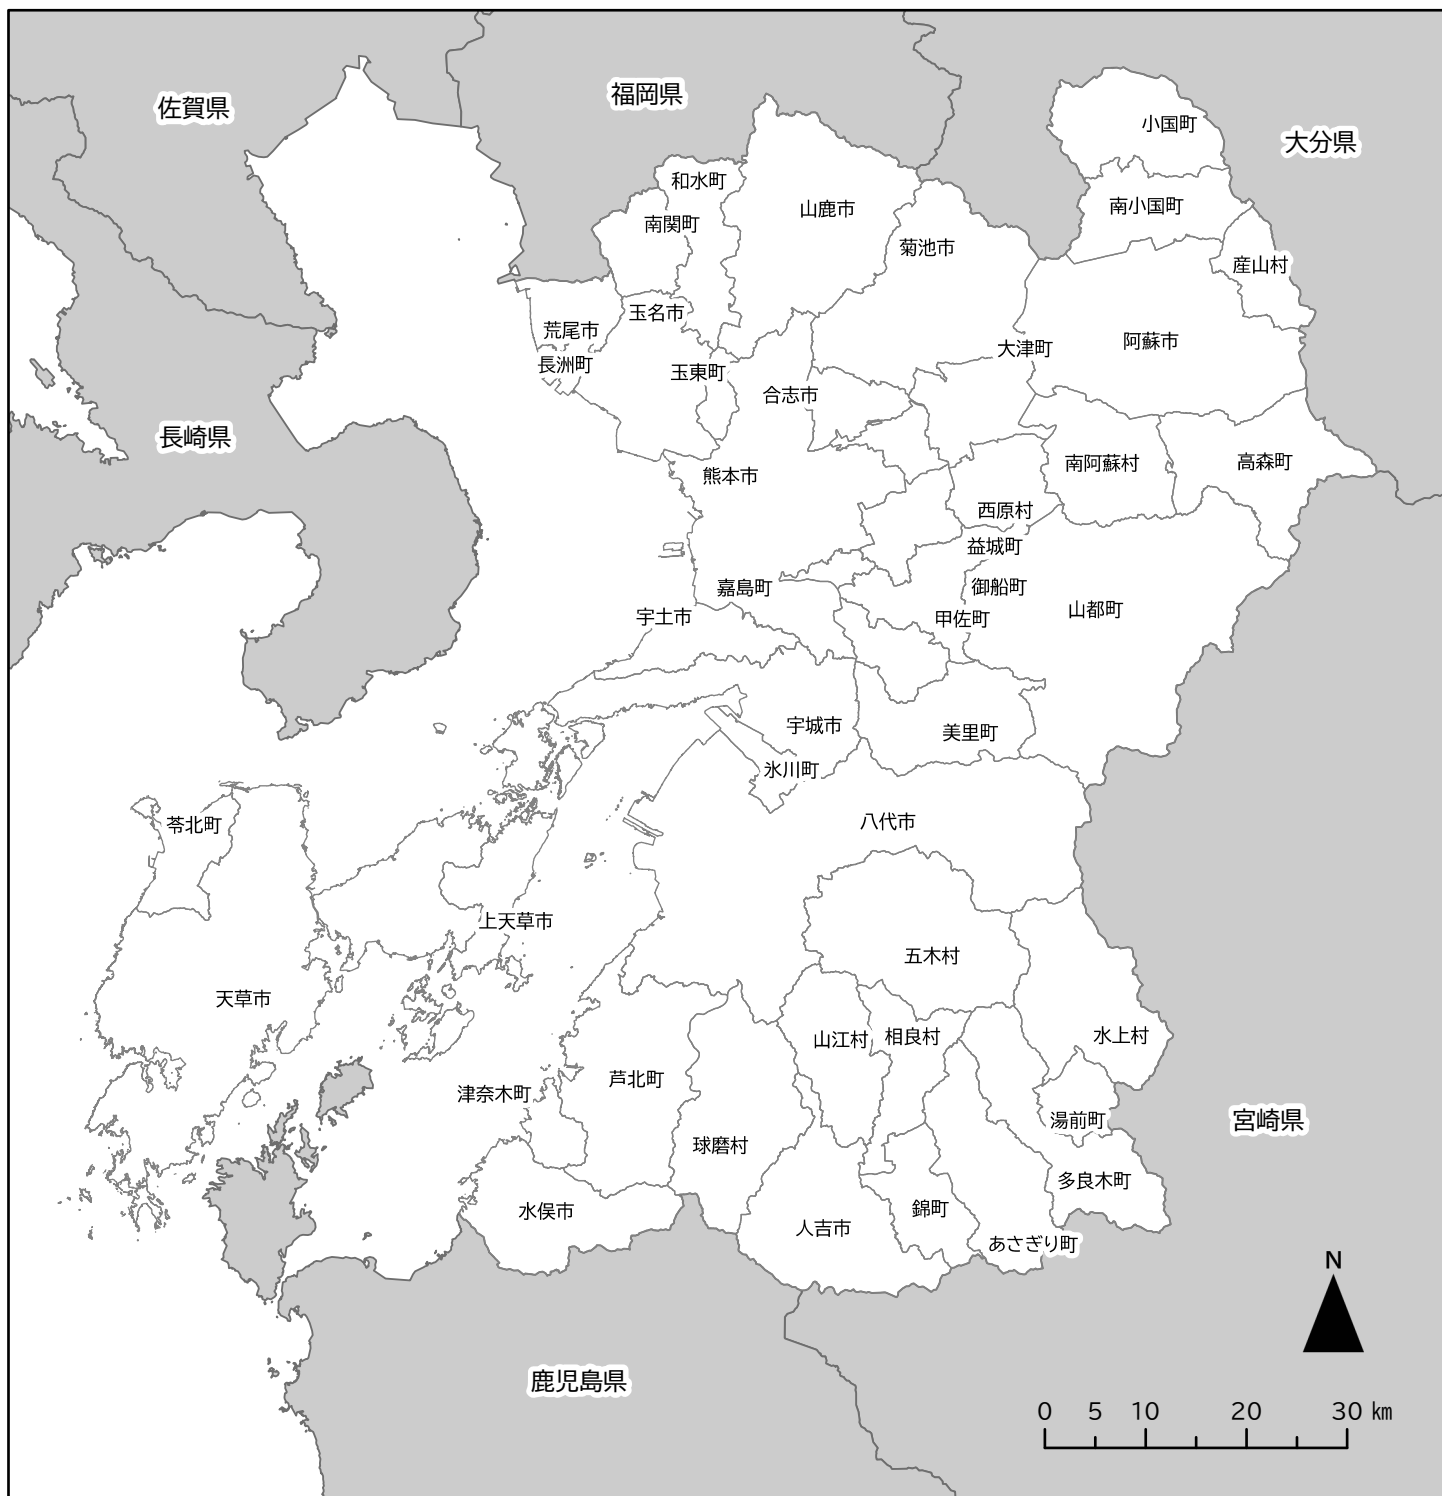 福岡県
佐賀県
小国町
大分県
和水町
山鹿市
南小国町
南関町
菊池市
産山村
玉名市
荒尾市
阿蘇市
大津町
長洲町
玉東町
合志市
長崎県
南阿蘇村
高森町
熊本市
西原村
益城町
嘉島町
御船町
山都町
宇土市
甲佐町
宇城市
美里町
氷川町
苓北町
八代市
上天草市
五木村
天草市
水上村
山江村
相良村
芦北町
津奈木町
湯前町
宮崎県
球磨村
多良木町
錦町
水俣市
人吉市
あさぎり町
N
鹿児島県
0 5 10 20 30 ㎞